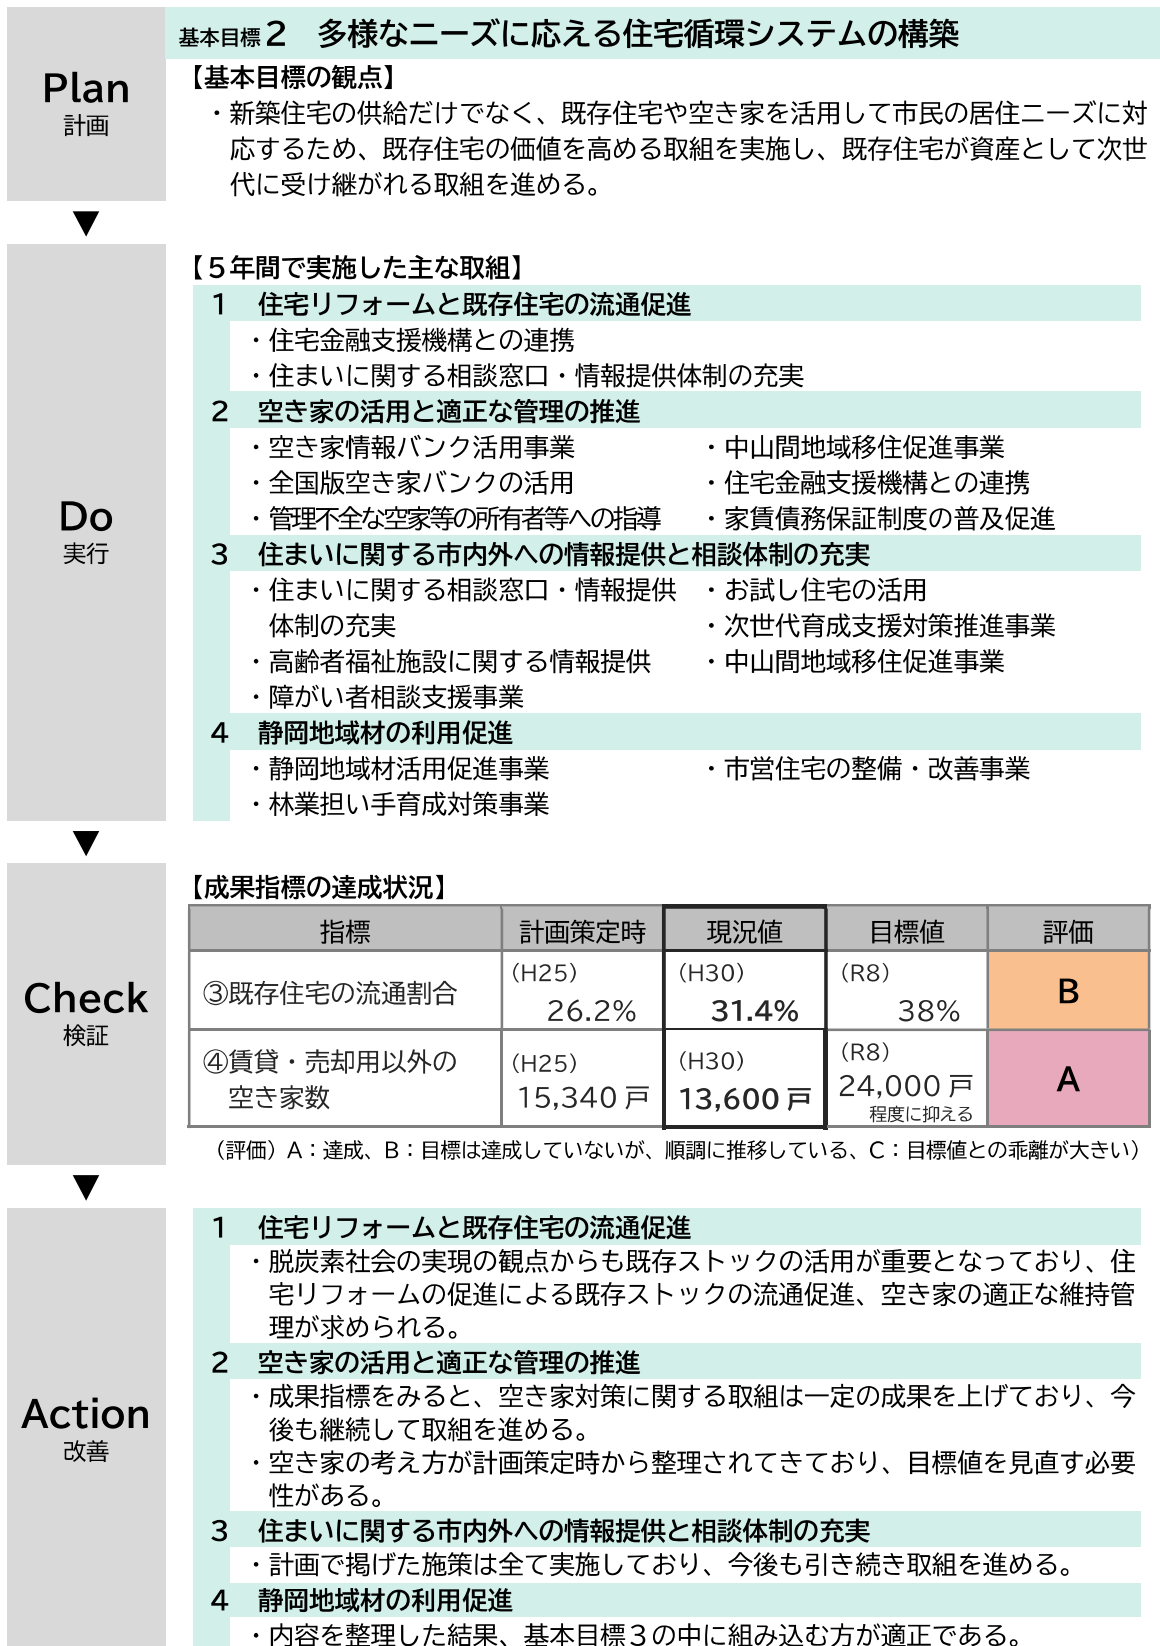 Plan
計画
基本目標２　多様なニーズに応える住宅循環システムの構築
【基本目標の観点】
・新築住宅の供給だけでなく、既存住宅や空き家を活用して市民の居住ニーズに対
応するため、既存住宅の価値を高める取組を実施し、既存住宅が資産として次世
代に受け継がれる取組を進める。
▼
Do
実行
【５年間で実施した主な取組】
１　住宅リフォームと既存住宅の流通促進
・住宅金融支援機構との連携
・住まいに関する相談窓口・情報提供体制の充実
２　空き家の活用と適正な管理の推進
・空き家情報バンク活用事業　・中山間地域移住促進事業
・全国版空き家バンクの活用　・住宅金融支援機構との連携
・管理不全な空家等の所有者等への指導　・家賃債務保証制度の普及促進
３　住まいに関する市内外への情報提供と相談体制の充実
・住まいに関する相談窓口・情報提供　・お試し住宅の活用
体制の充実　・次世代育成支援対策推進事業
・高齢者福祉施設に関する情報提供　・中山間地域移住促進事業
・障がい者相談支援事業
４　静岡地域材の利用促進
・静岡地域材活用促進事業　・市営住宅の整備・改善事業
・林業担い手育成対策事業
▼
Check
検証
【成果指標の達成状況】
指標　計画策定時　現況値　目標値　評価
（H25）　（H30）　（R8）
③既存住宅の流通割合　26.2%　31.4%　38%　B
（H25）　（H30）　（R8）
④賃貸・売却用以外の
空き家数　15,340 戸　13,600 戸　24,000 戸　A
程度に抑える
（評価）A：達成、B：目標は達成していないが、順調に推移している、C：目標値との乖離が大きい）
▼
Action
改善
１　住宅リフォームと既存住宅の流通促進
・脱炭素社会の実現の観点からも既存ストックの活用が重要となっており、住
宅リフォームの促進による既存ストックの流通促進、空き家の適正な維持管
理が求められる。
２　空き家の活用と適正な管理の推進
・成果指標をみると、空き家対策に関する取組は一定の成果を上げており、今
後も継続して取組を進める。
・空き家の考え方が計画策定時から整理されてきており、目標値を見直す必要
性がある。
３　住まいに関する市内外への情報提供と相談体制の充実
・計画で掲げた施策は全て実施しており、今後も引き続き取組を進める。
４　静岡地域材の利用促進
・内容を整理した結果、基本目標３の中に組み込む方が適正である。